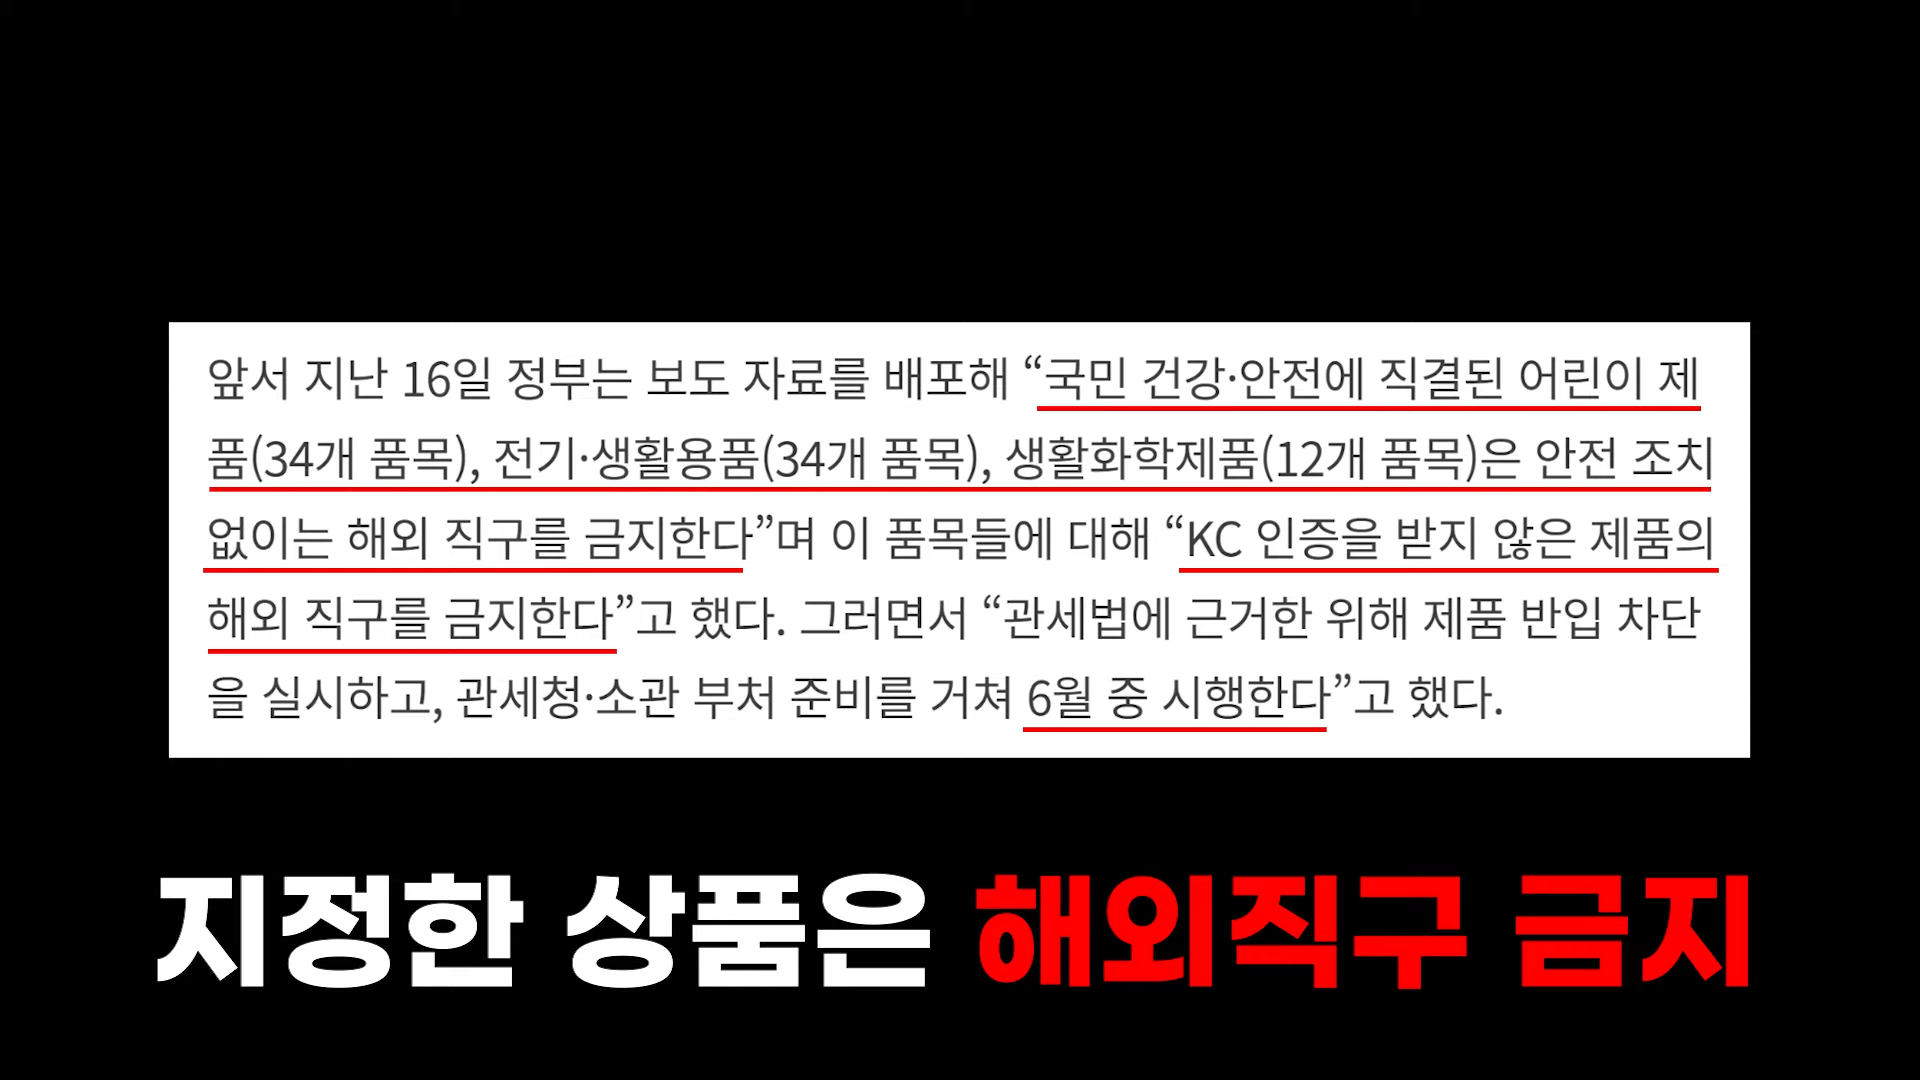 앞서 지난 16일 정부는 보도 자료를 배포해 “국민 건강·안전에 직결된 어린이 제
품(34개 품목), 전기·생활용품(34개 품목), 생활화학제품(12개 품목)은 안전 조치
없이는 해외 직구를 금지한다”며 이 품목들에 대해 “KC 인증을 받지 않은 제품의
해외 직구를 금지한다”고 했다. 그러면서 “관세법에 근거한 위해 제품 반입 차단
을 실시하고, 관세청·소관 부처 준비를 거쳐 6월 중 시행한다”고 했다.
지정한 상품은 해외직구 금지